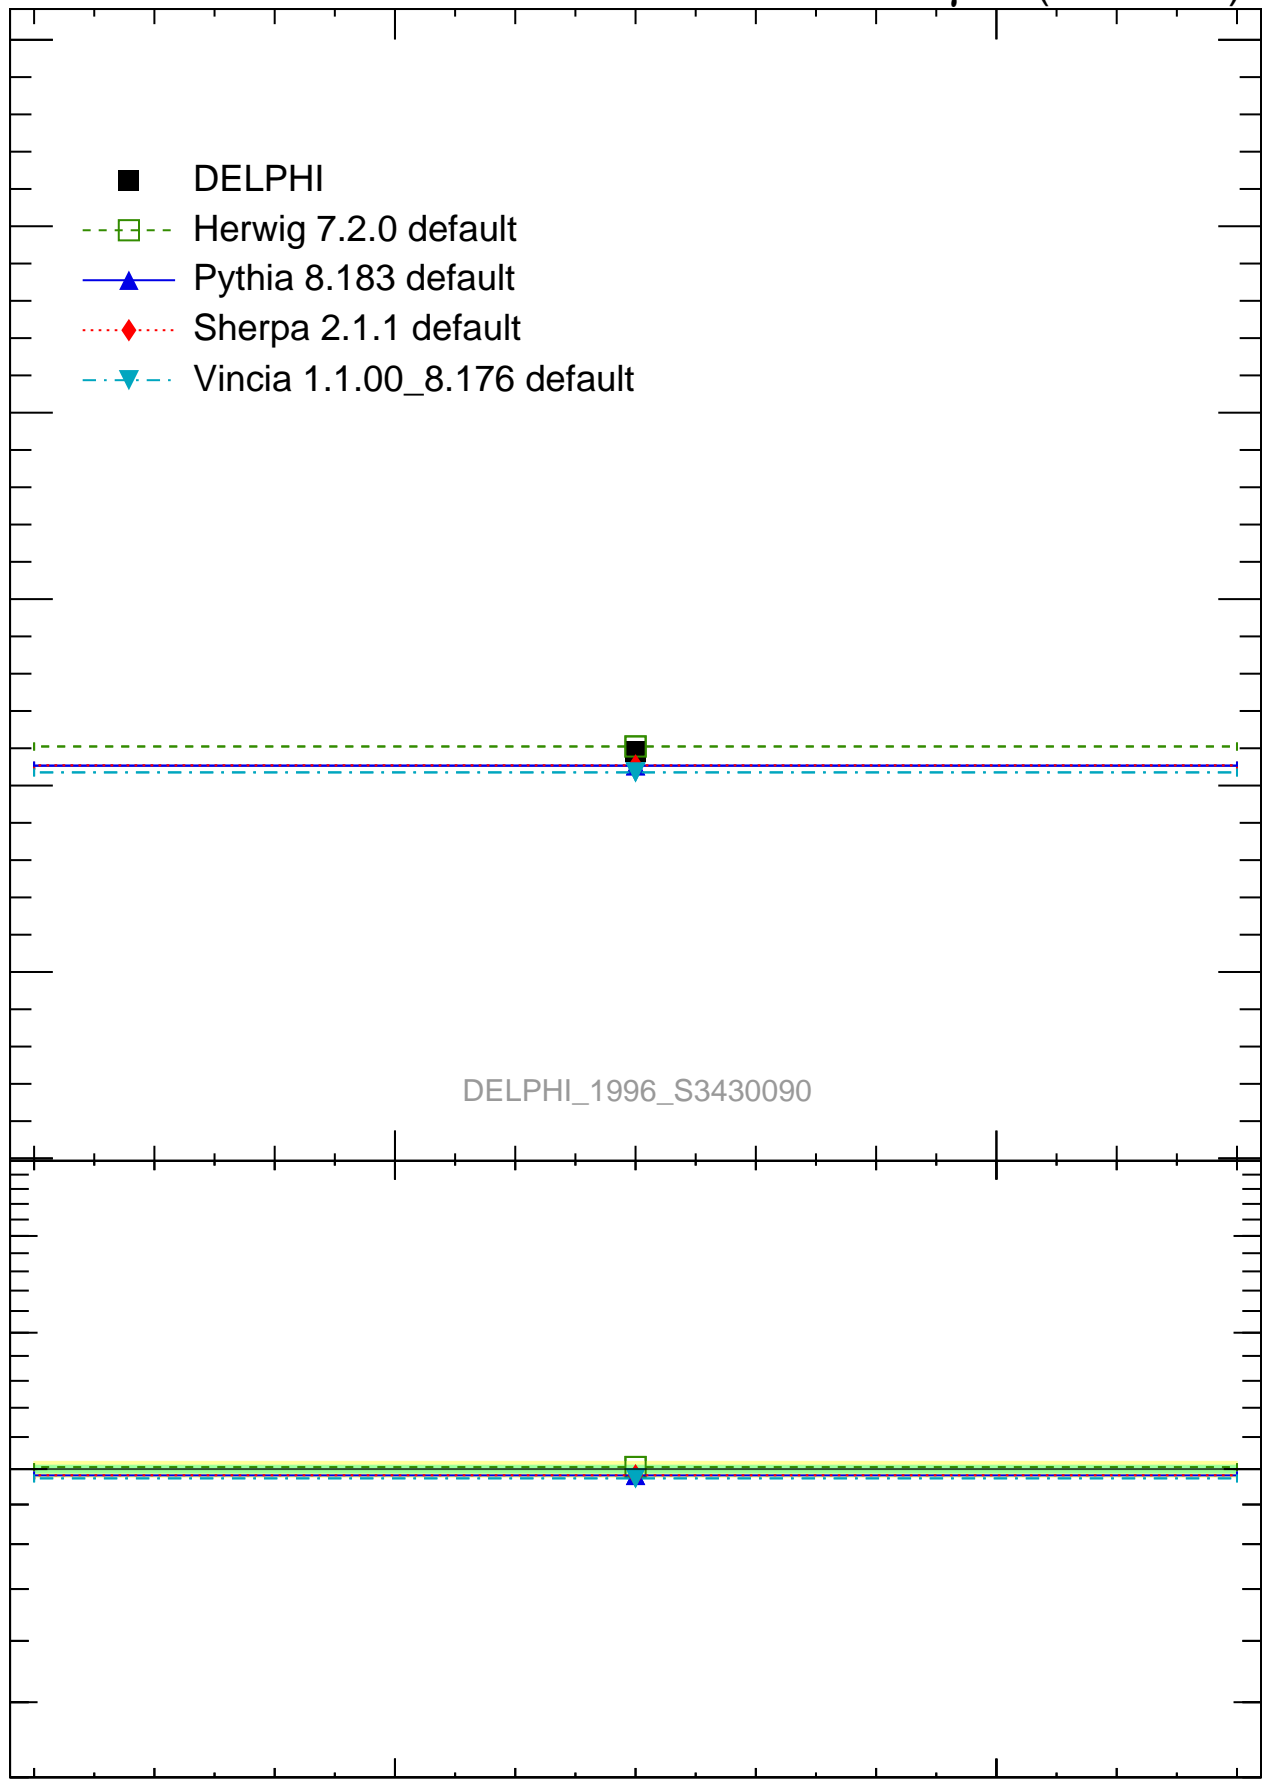 DELPHI
Herwig 7.2.0 default
Pythia 8.183 default
Sherpa 2.1.1 default
Vincia 1.1.00_8.176 default
DELPHI_1996_S3430090